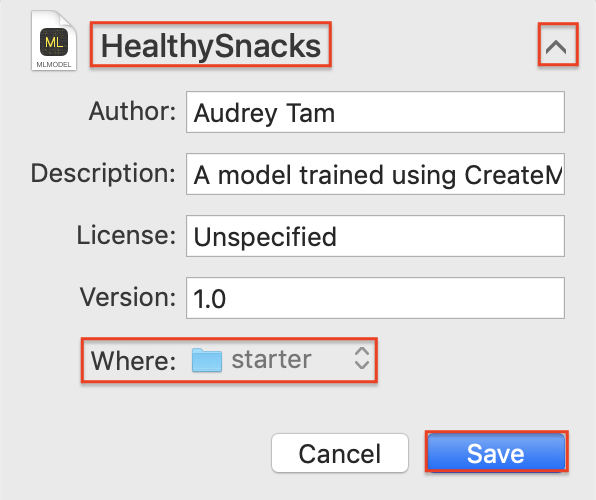 ML
MLMODEL
HealthySnacks
Author: Audrey Tam
Description: A model trained using CreateM
License: Unspecified
Version: 1.0
Where: starter
Cancel Save